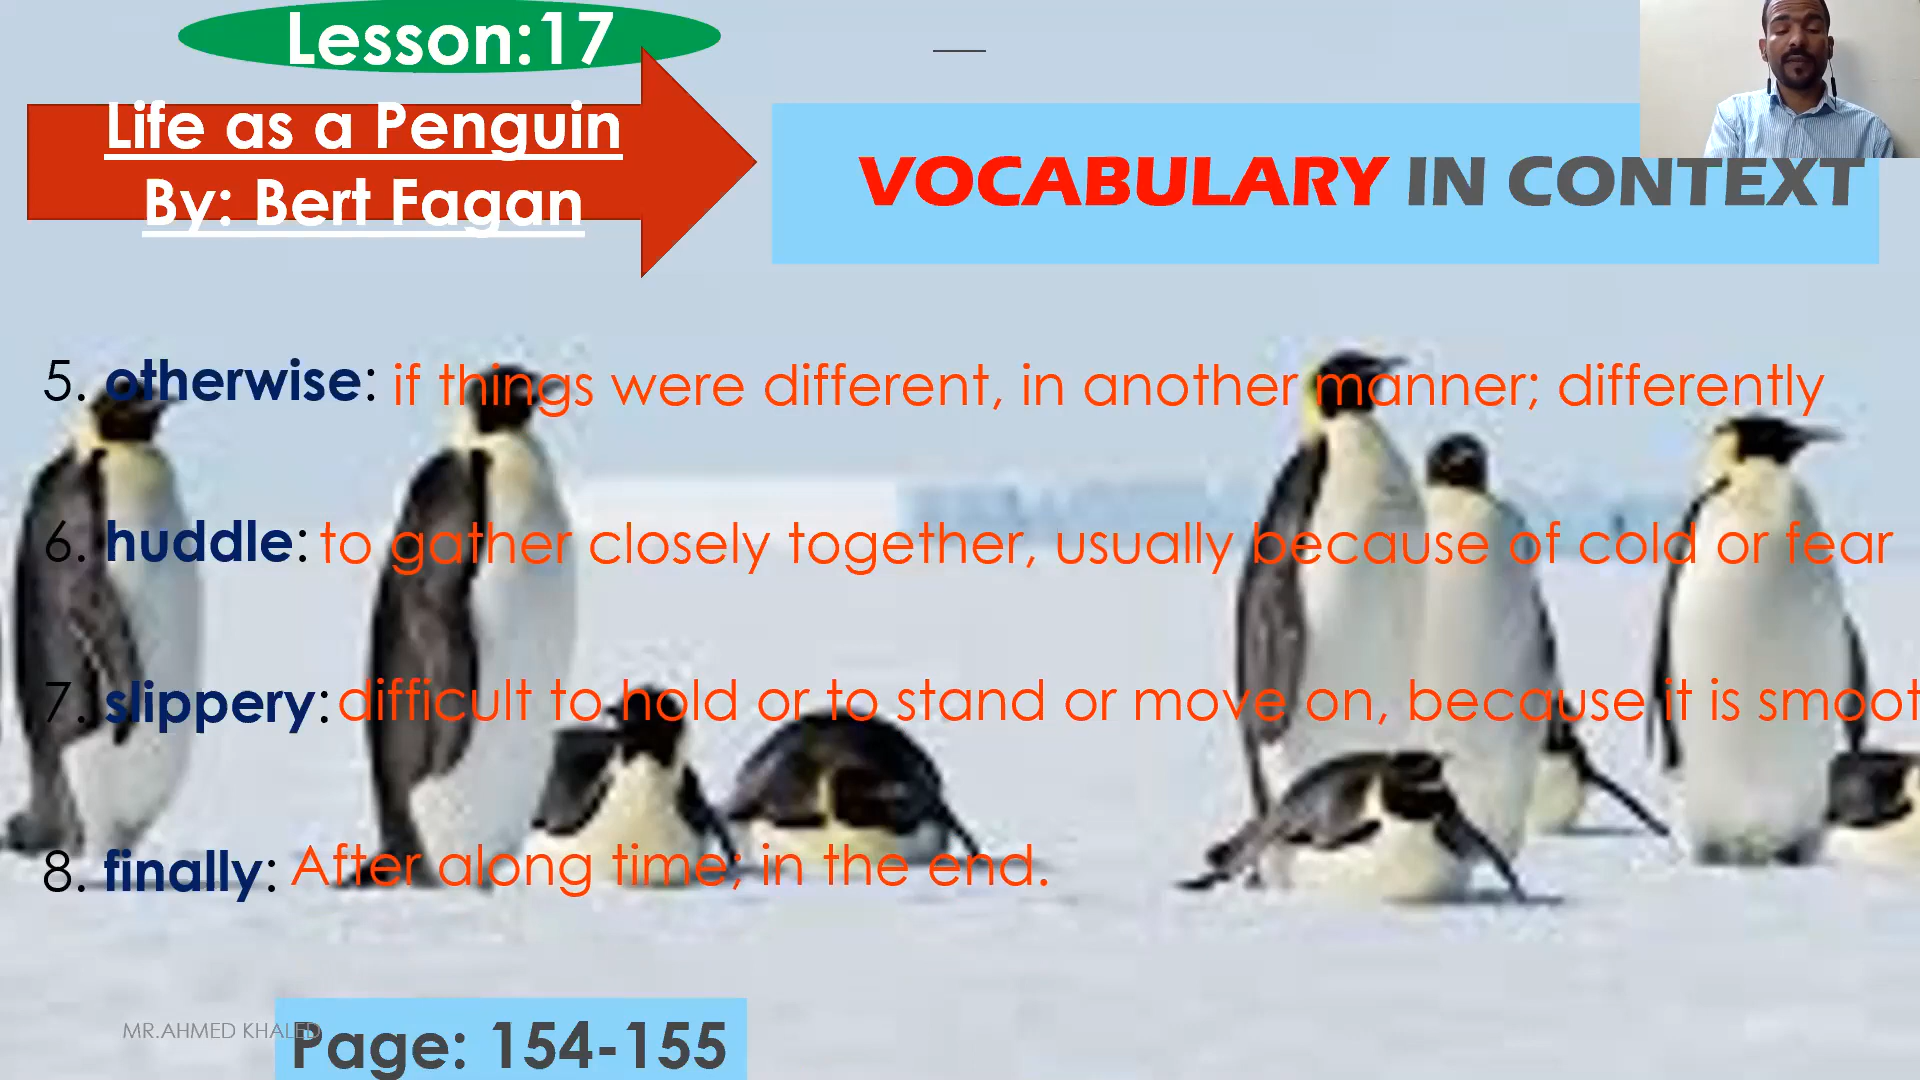 Lesson:17
Life as a Penguin
By: Bert Fagan
VOCABULARY IN CONTEXT
5. otherwise: if things were different, in another manner; differently
6. huddle: to gather closely together, usually because of cold or fear
7. slippery: difficult to hold or to stand or move on, because it is smoot
8. finally: After along time; in the end.
MR.AHMED KHALED
Page: 154-155